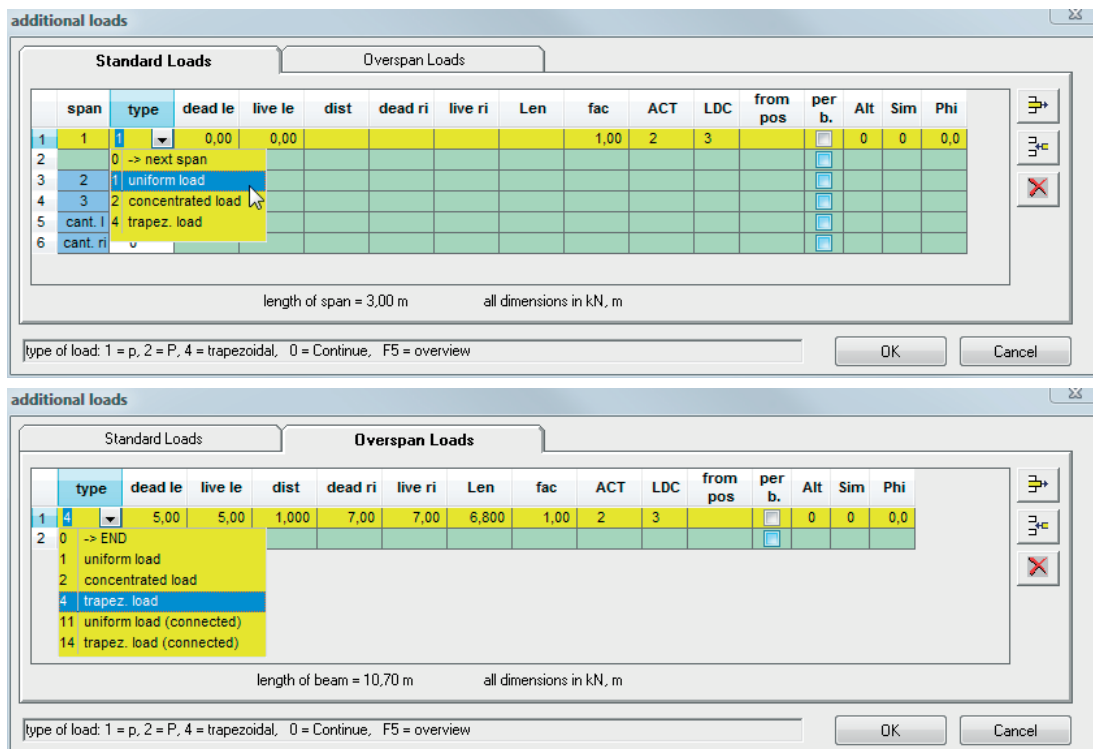 additional loads
Standard Loads Overspan Loads
span type dead le live le dist dead ri live ri Len fac ACT LDC from pos per b. Alt Sim Phi
1 1 1 0,00 0,00 1,00 2 3 0 0 0,0
2 0 -> next span
3 2 1 uniform load
4 3 2 concentrated load
5 cant. l 4 trapez. load
6 cant. ri 0
length of span = 3,00 m all dimensions in kN, m
type of load: 1 = p, 2 = P, 4 = trapezoidal, 0 = Continue, F5 = overview OK Cancel
additional loads
Standard Loads Overspan Loads
type dead le live le dist dead ri live ri Len fac ACT LDC from pos per b. Alt Sim Phi
1 4 5,00 5,00 1,000 7,00 7,00 6,800 1,00 2 3 0 0 0,0
2 0 -> END
1 uniform load
2 concentrated load
4 trapez. load
11 uniform load (connected)
14 trapez. load (connected)
length of beam = 10,70 m all dimensions in kN, m
type of load: 1 = p, 2 = P, 4 = trapezoidal, 0 = Continue, F5 = overview OK Cancel